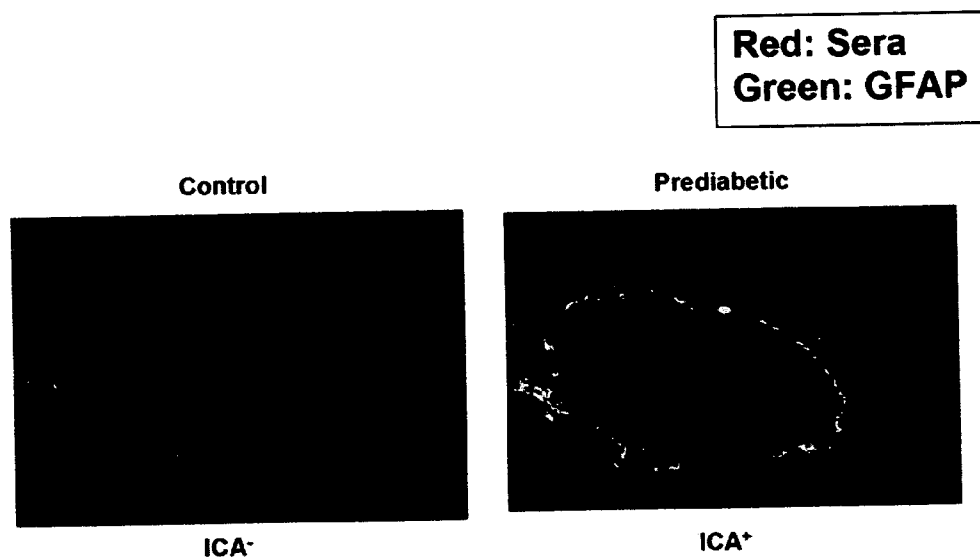 Red: Sera
Green: GFAP
Control
Prediabetic
ICA⁻
ICA⁺